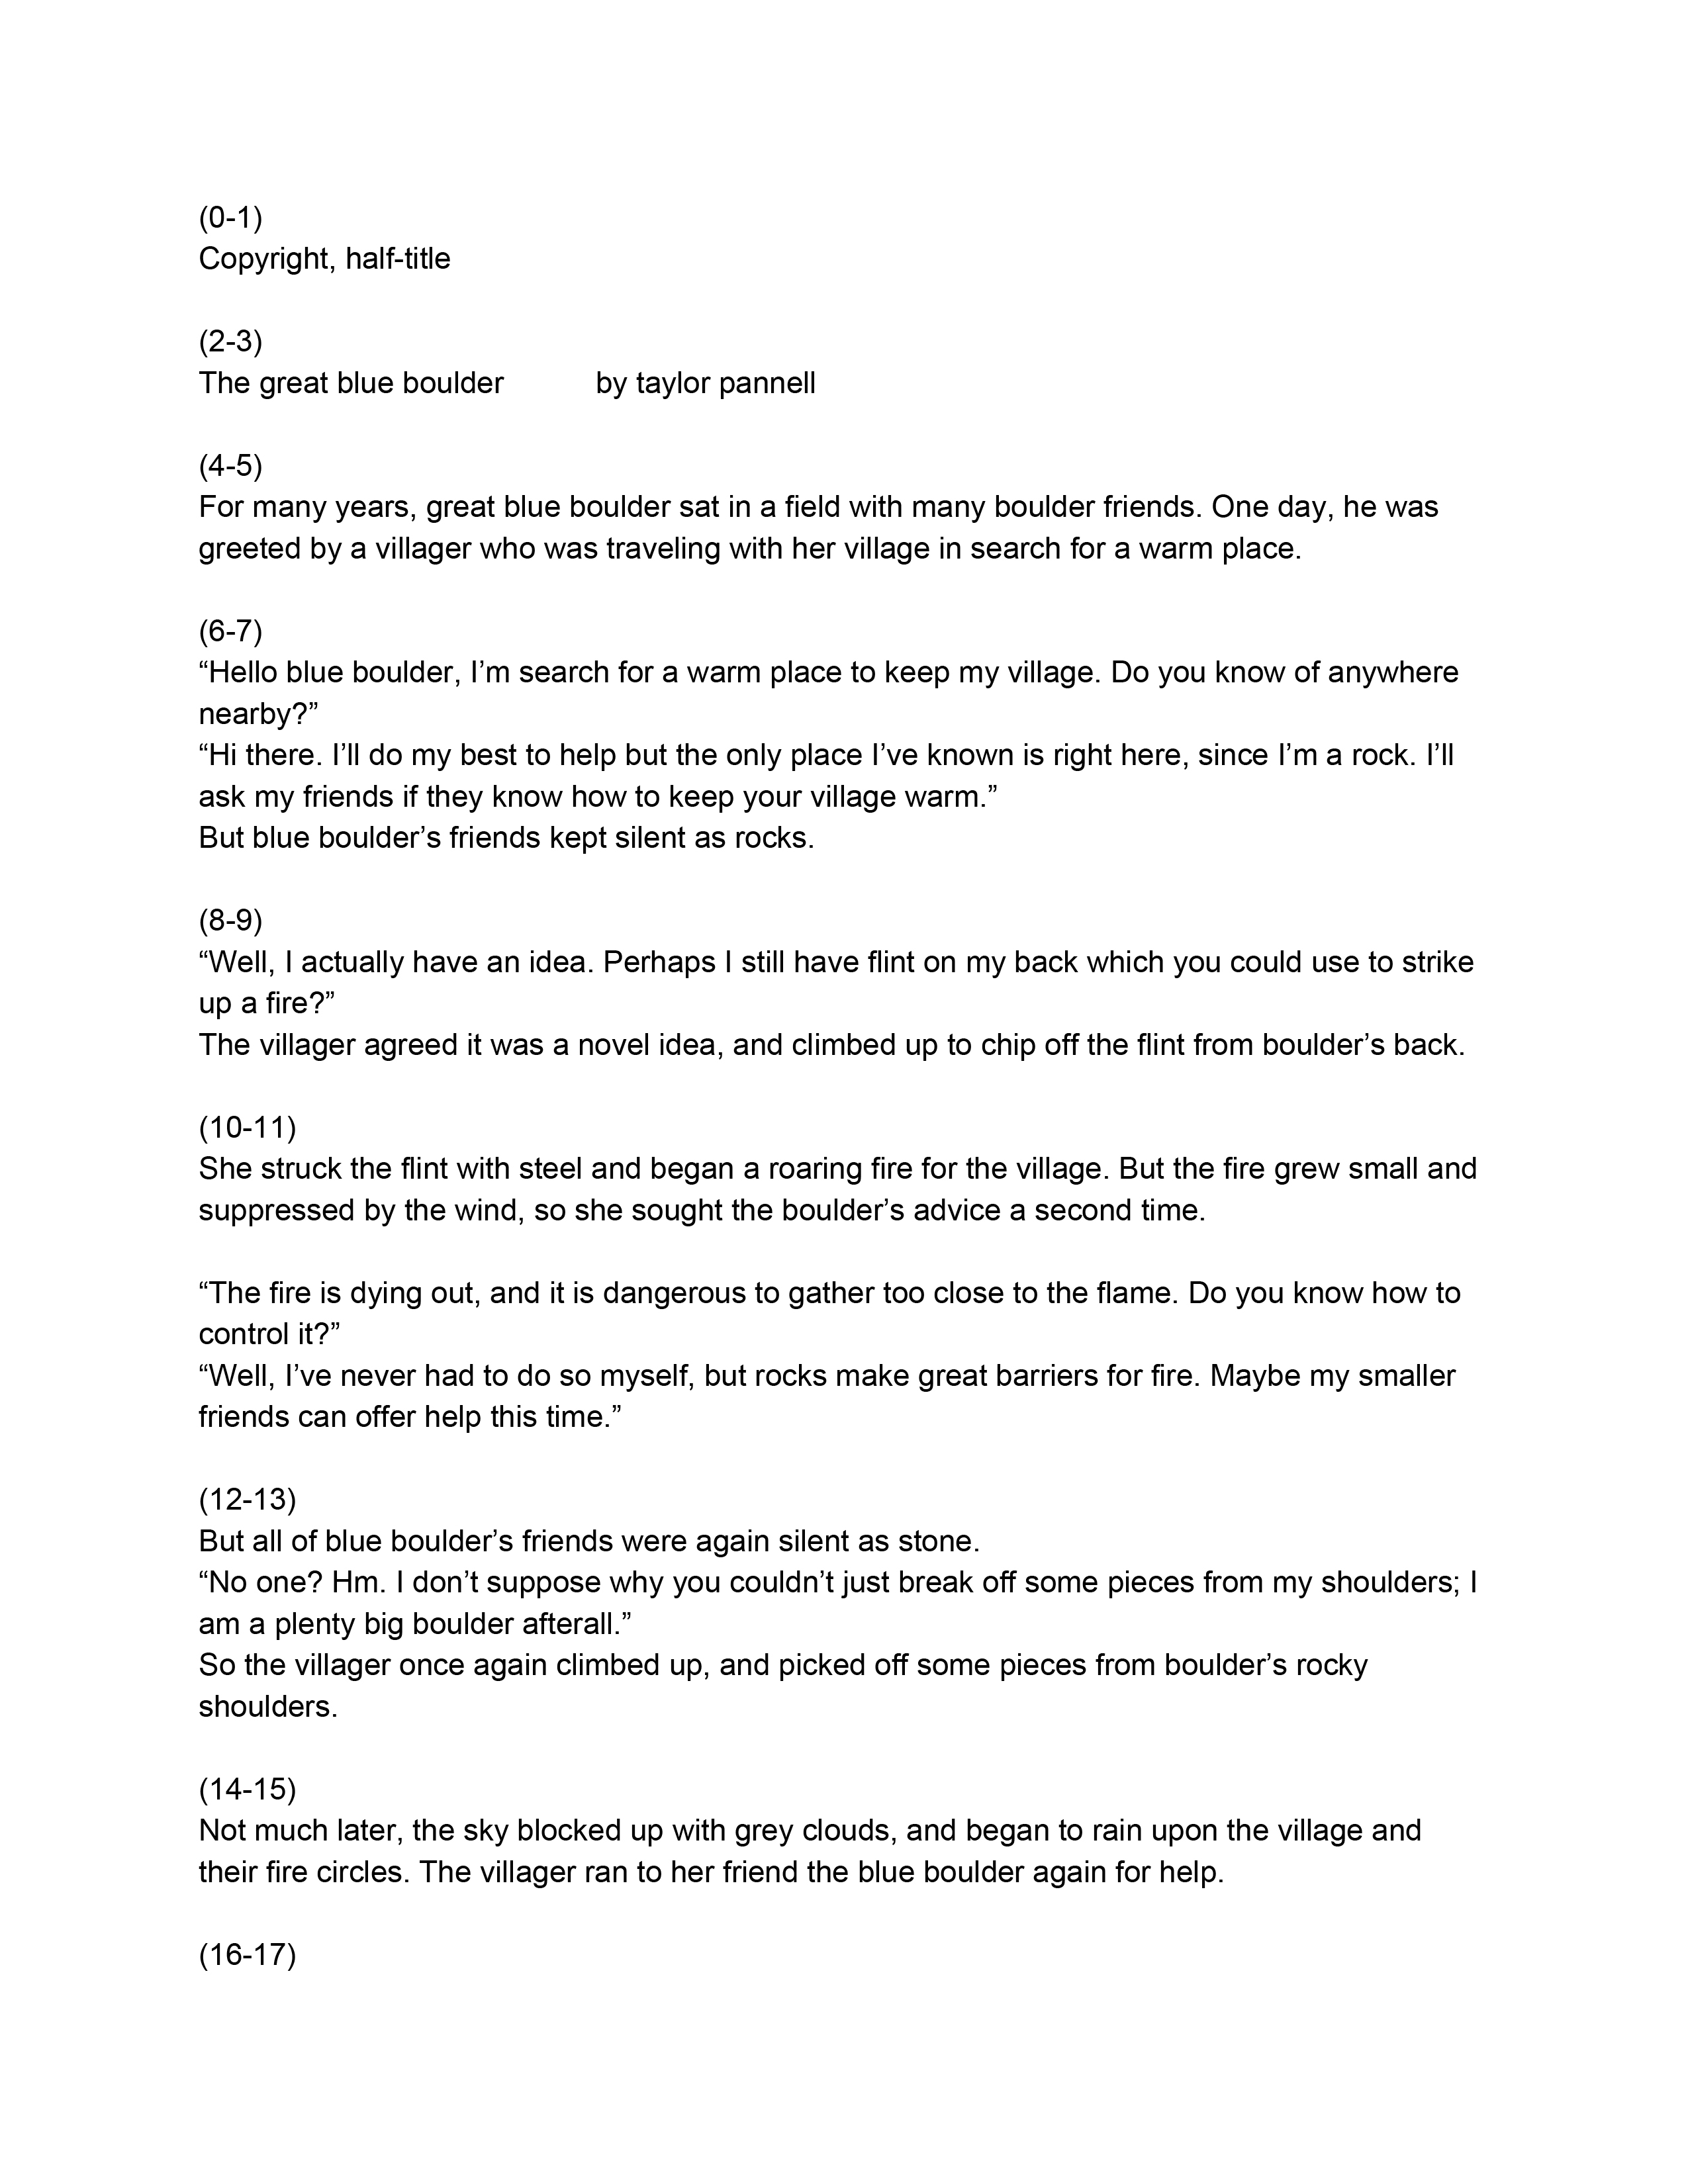 (0-1)
Copyright, half-title
(2-3)
The great blue boulder by taylor pannell
(4-5)
For many years, great blue boulder sat in a field with many boulder friends. One day, he was
greeted by a villager who was traveling with her village in search for a warm place.
(6-7)
“Hello blue boulder, I’m search for a warm place to keep my village. Do you know of anywhere
nearby?”
“Hi there. I’ll do my best to help but the only place I’ve known is right here, since I’m a rock. I’ll
ask my friends if they know how to keep your village warm.”
But blue boulder’s friends kept silent as rocks.
(8-9)
“Well, I actually have an idea. Perhaps I still have flint on my back which you could use to strike
up a fire?”
The villager agreed it was a novel idea, and climbed up to chip off the flint from boulder’s back.
(10-11)
She struck the flint with steel and began a roaring fire for the village. But the fire grew small and
suppressed by the wind, so she sought the boulder’s advice a second time.
“The fire is dying out, and it is dangerous to gather too close to the flame. Do you know how to
control it?”
“Well, I’ve never had to do so myself, but rocks make great barriers for fire. Maybe my smaller
friends can offer help this time.”
(12-13)
But all of blue boulder’s friends were again silent as stone.
“No one? Hm. I don’t suppose why you couldn’t just break off some pieces from my shoulders; I
am a plenty big boulder afterall.”
So the villager once again climbed up, and picked off some pieces from boulder’s rocky
shoulders.
(14-15)
Not much later, the sky blocked up with grey clouds, and began to rain upon the village and
their fire circles. The villager ran to her friend the blue boulder again for help.
(16-17)